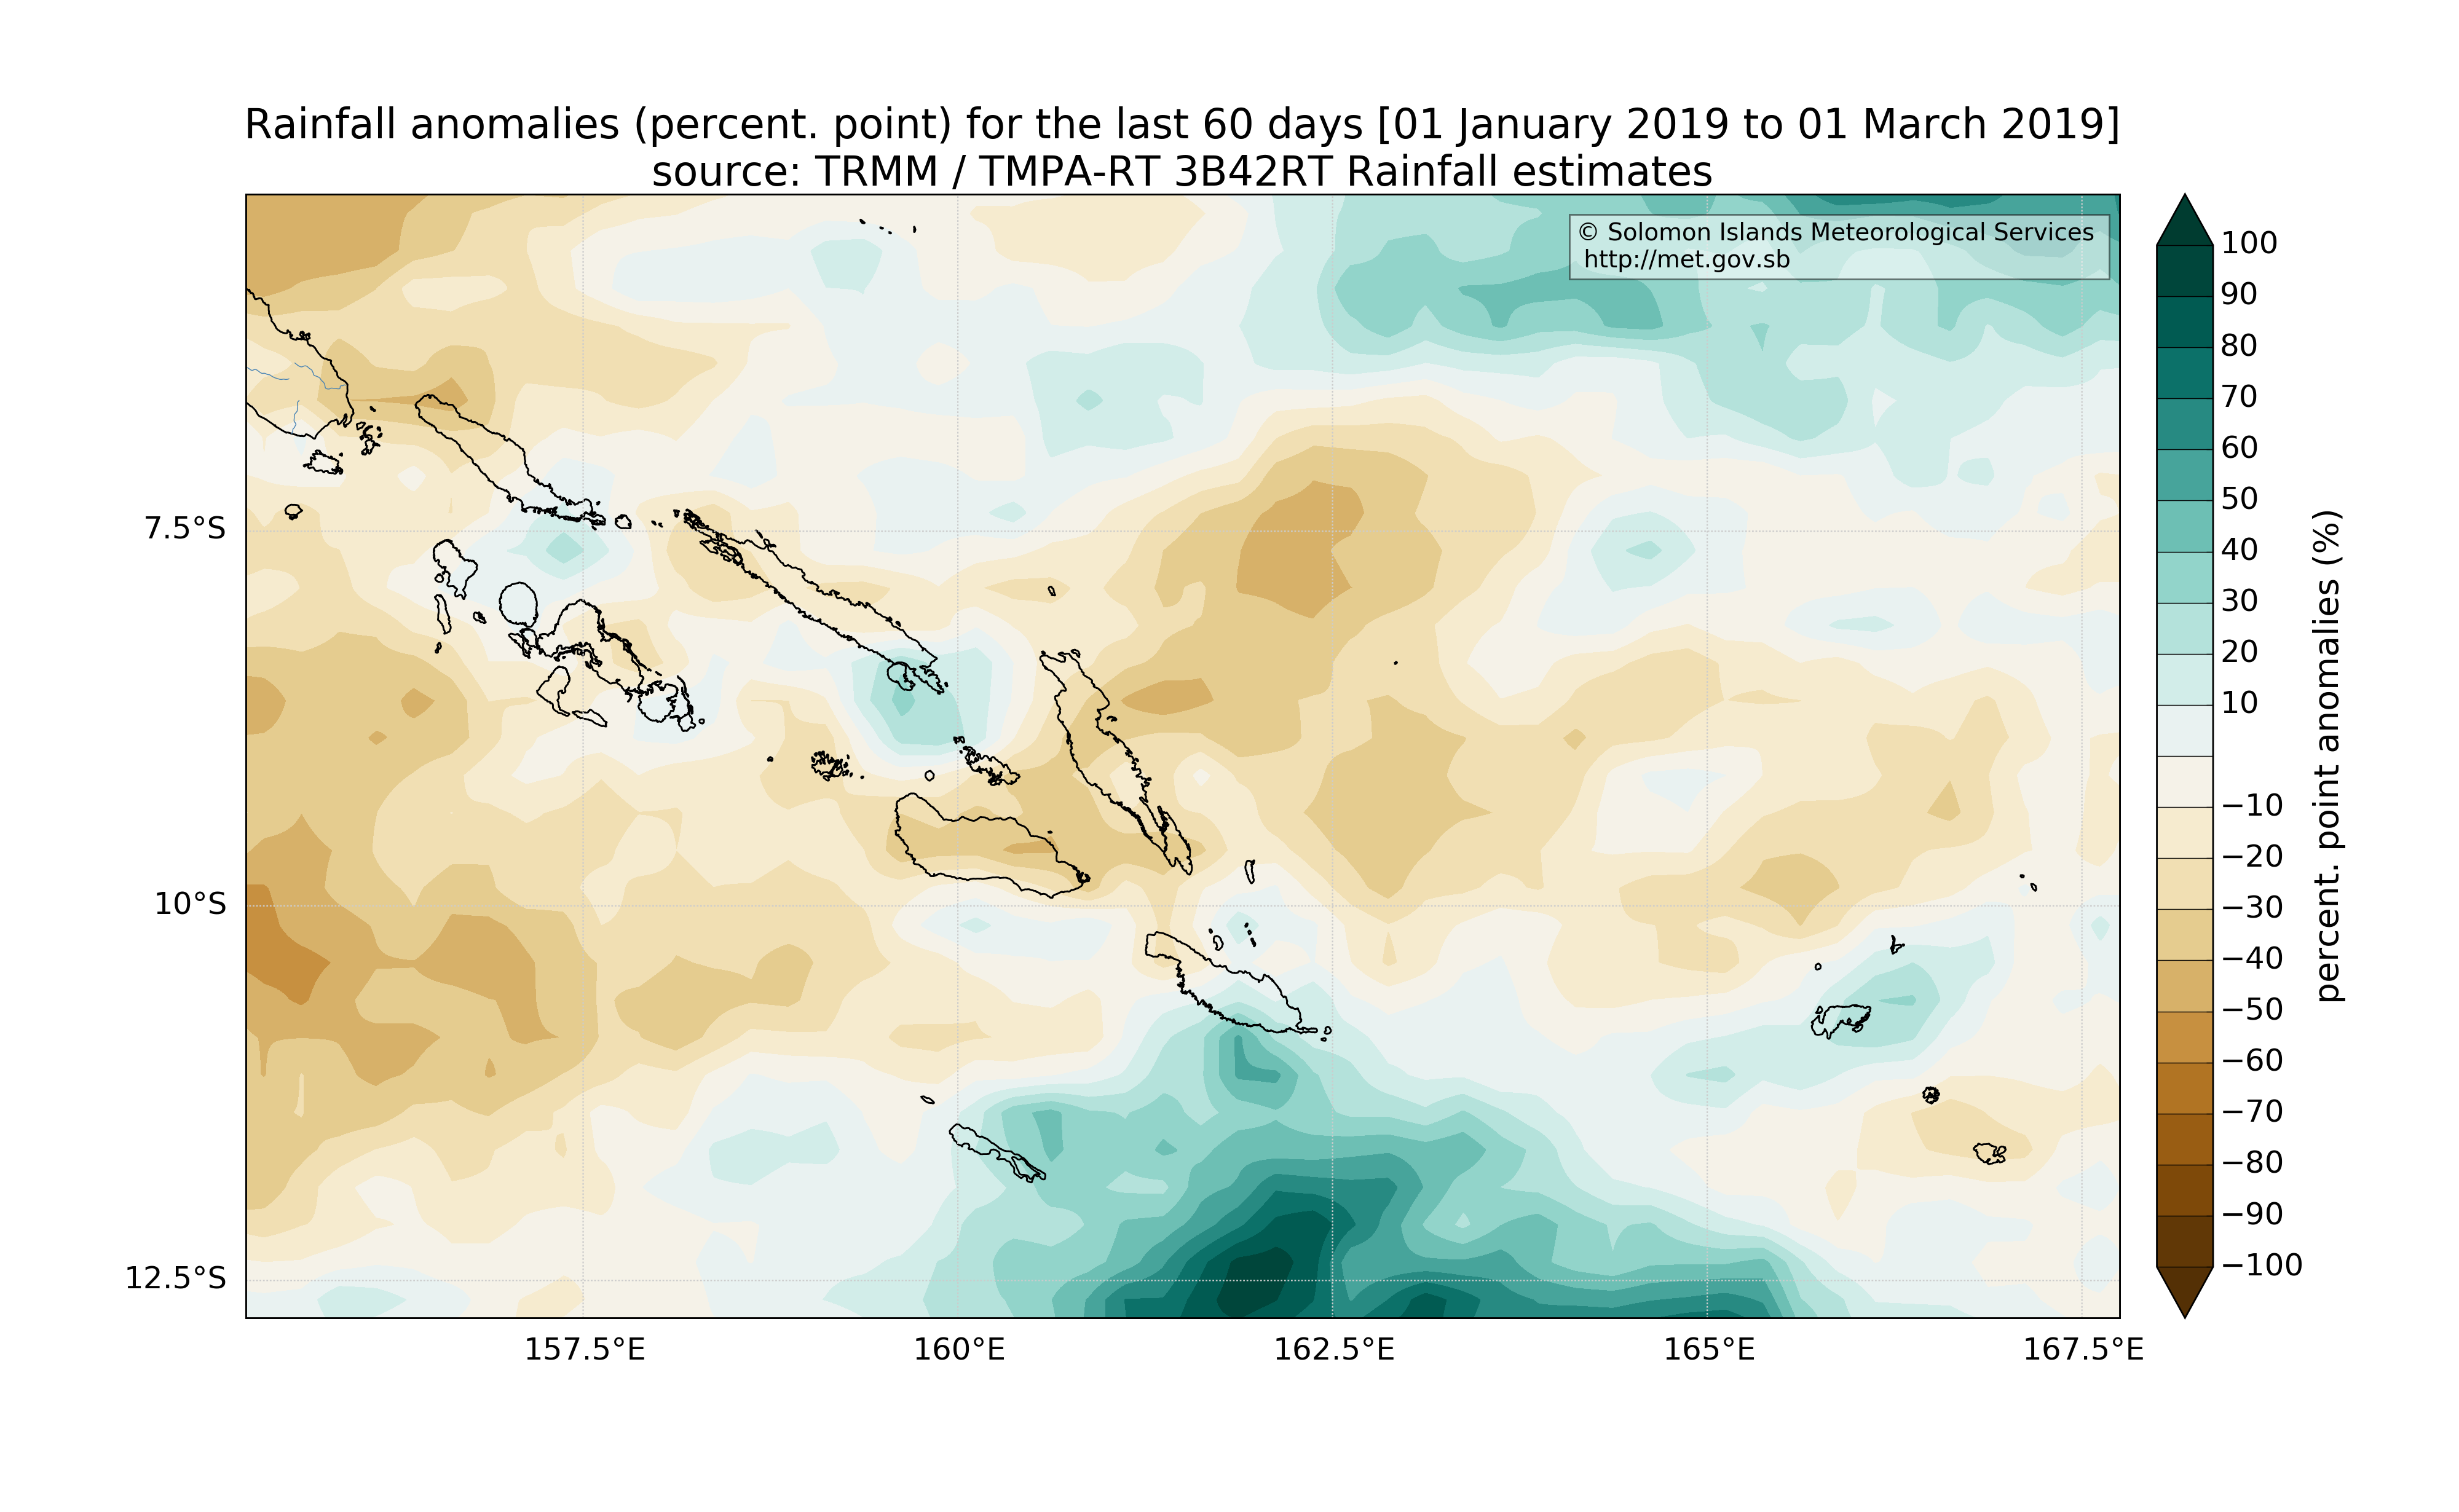 Rainfall anomalies (percent. point) for the last 60 days [01 January 2019 to 01 March 2019]
source: TRMM / TMPA-RT 3B42RT Rainfall estimates
© Solomon Islands Meteorological Services
http://met.gov.sb
7.5°S
10°S
12.5°S
157.5°E
160°E
162.5°E
165°E
167.5°E
100
90
80
70
60
50
40
30
20
10
−10
−20
−30
−40
−50
−60
−70
−80
−90
−100
percent. point anomalies (%)